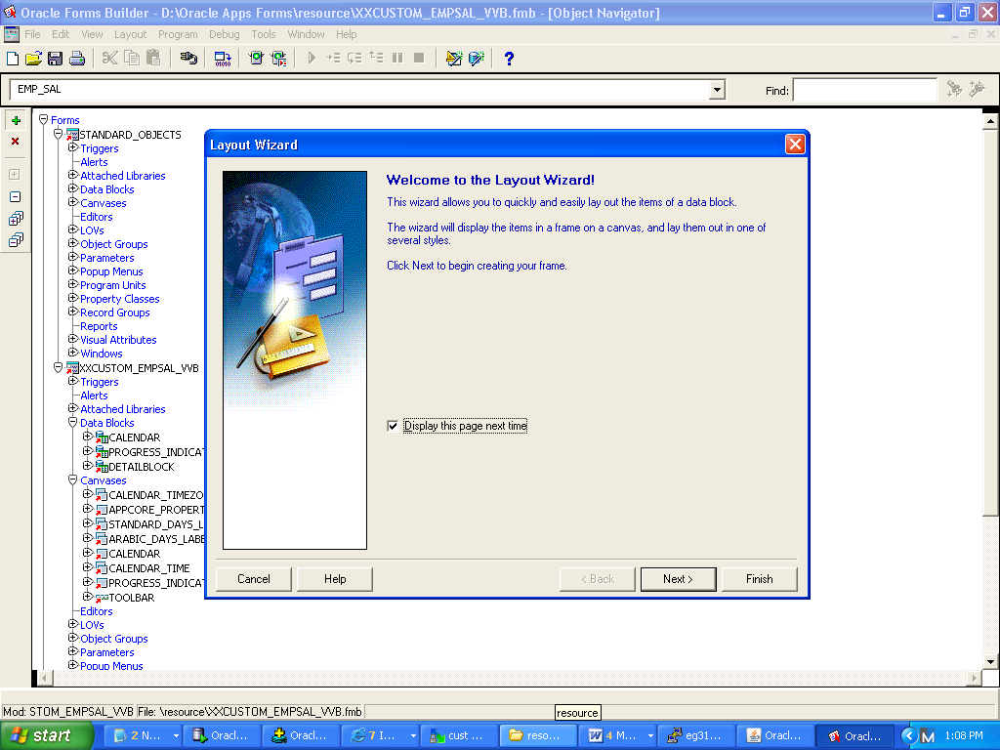 Oracle Forms Builder - D:\Oracle Apps Forms\resource\XXCUSTOM_EMPSAL_VVB.fmb - [Object Navigator]
File Edit View Layout Program Debug Tools Window Help
EMP_SAL
Find:
Forms
STANDARD_OBJECTS
Triggers
Alerts
Attached Libraries
Data Blocks
Canvases
Editors
LOVs
Object Groups
Parameters
Popup Menus
Program Units
Property Classes
Record Groups
Reports
Visual Attributes
Windows
XXCUSTOM_EMPSAL_VVB
Triggers
Alerts
Attached Libraries
Data Blocks
CALENDAR
PROGRESS_INDICAT
DETAILBLOCK
Canvases
CALENDAR_TIMEZO
APPCORE_PROPERT
STANDARD_DAYS_L
ARABIC_DAYS_LABE
CALENDAR
CALENDAR_TIME
PROGRESS_INDICAT
TOOLBAR
Editors
LOVs
Object Groups
Parameters
Popup Menus
Layout Wizard
Welcome to the Layout Wizard!
This wizard allows you to quickly and easily lay out the items of a data block.
The wizard will display the items in a frame on a canvas, and lay them out in one of
several styles.
Click Next to begin creating your frame.
Display this page next time
Cancel Help < Back Next > Finish
Mod: STOM_EMPSAL_VVB File: \resource\XXCUSTOM_EMPSAL_VVB.fmb
resource
start 2 N... Oracl... Oracl... 7 I... cust ... reso... 4 M... eg31... Oracl... Oracl... 1:08 PM